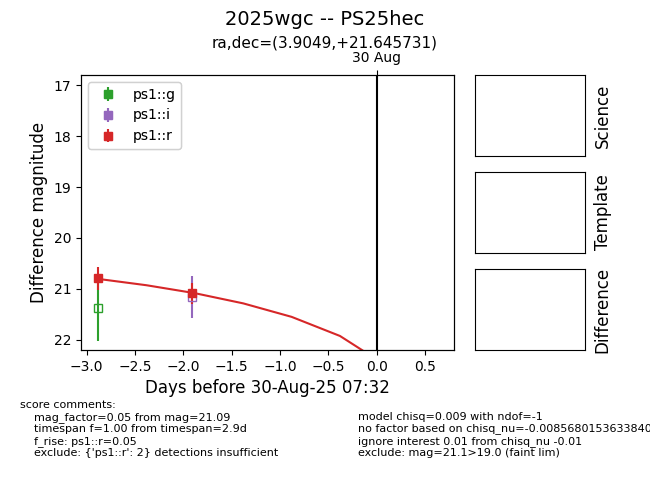 2025wgc -- PS25hec
ra,dec=(3.9049,+21.645731)
30 Aug
ps1::g
ps1::i
ps1::r
17
18
19
20
21
22
Difference magnitude
−3.0 −2.5 −2.0 −1.5 −1.0 −0.5 0.0 0.5
Days before 30-Aug-25 07:32
Science
Template
Difference
score comments:
mag_factor=0.05 from mag=21.09
timespan f=1.00 from timespan=2.9d
f_rise: ps1::r=0.05
exclude: {'ps1::r': 2} detections insufficient
model chisq=0.009 with ndof=-1
no factor based on chisq_nu=-0.0085680153633840
ignore interest 0.01 from chisq_nu -0.01
exclude: mag=21.1>19.0 (faint lim)